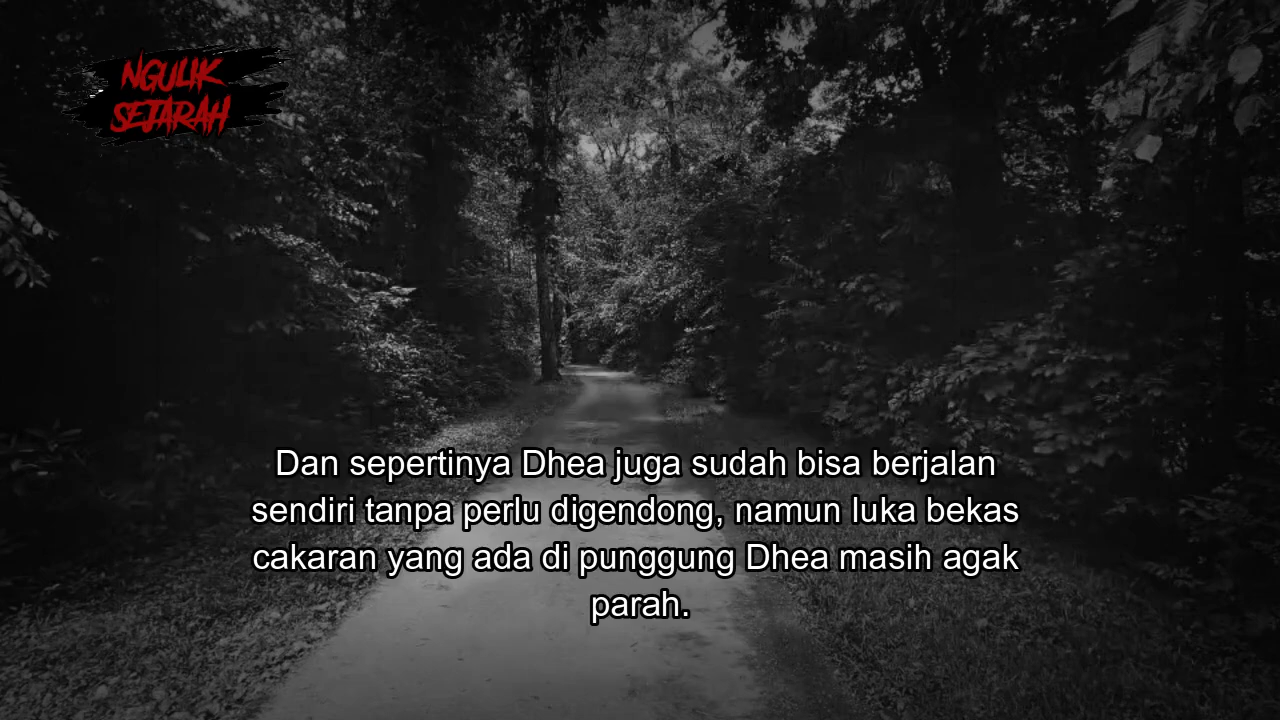 NGULIK
SEJARAH
Dan sepertinya Dhea juga sudah bisa berjalan
sendiri tanpa perlu digendong, namun luka bekas
cakaran yang ada di punggung Dhea masih agak
parah.